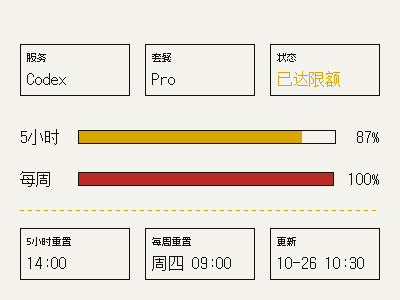 服务
Codex
套餐
Pro
状态
已达限额
5小时 87%
每周 100%
5小时重置
14:00
每周重置
周四 09:00
更新
10-26 10:30